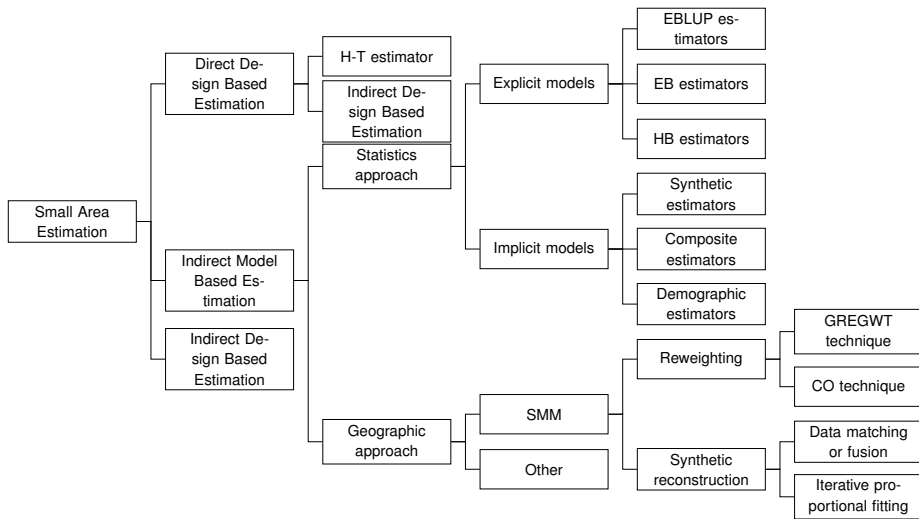 Small Area
Estimation
Direct De-
sign Based
Estimation
H-T estimator
Indirect De-
sign Based
Estimation
Indirect Model
Based Es-
timation
Statistics
approach
Explicit models
EBLUP es-
timators
EB estimators
HB estimators
Implicit models
Synthetic
estimators
Composite
estimators
Demographic
estimators
Geographic
approach
SMM
Reweighting
GREGWT
technique
CO technique
Synthetic
reconstruction
Data matching
or fusion
Iterative pro-
portional fitting
Other
Indirect De-
sign Based
Estimation